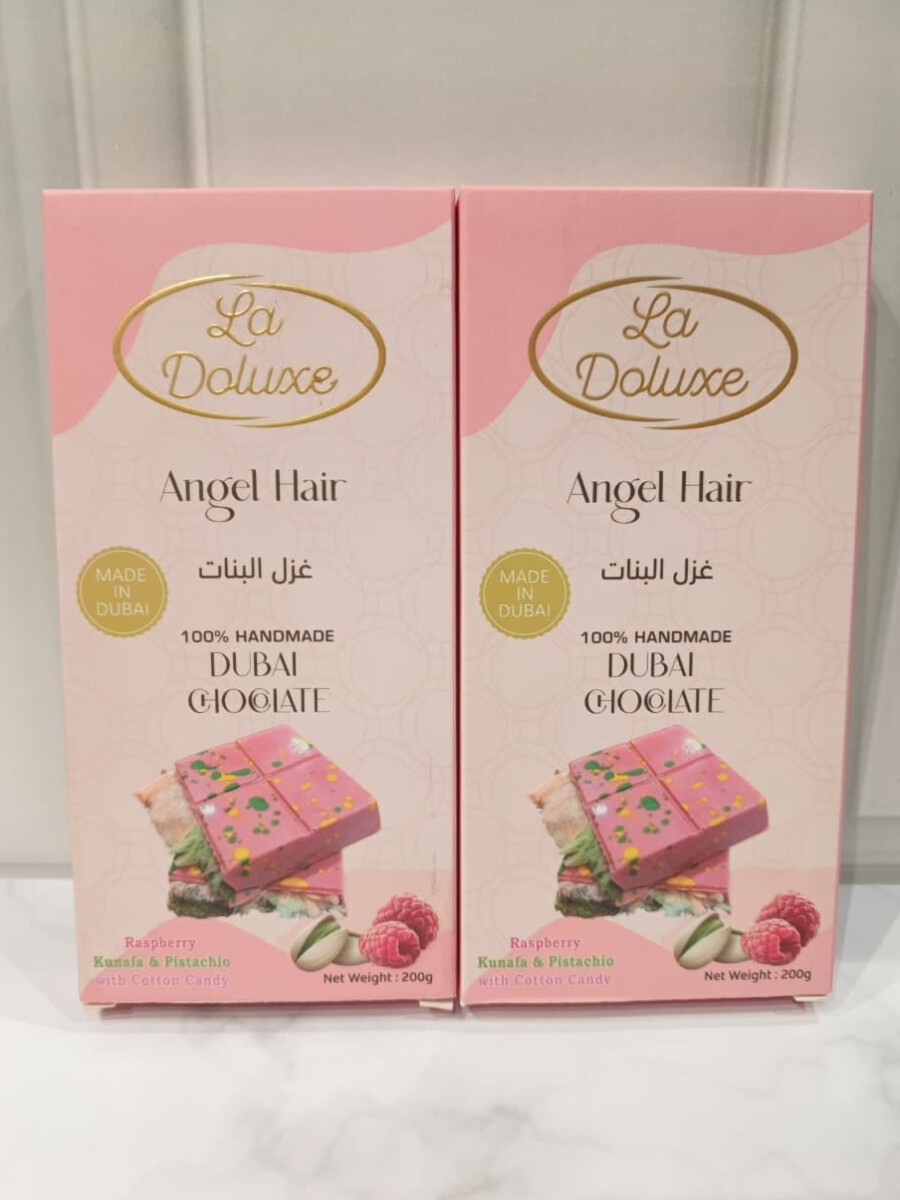 La
Doluxe
Angel Hair
غزل البنات
MADE
IN
DUBAI
100% HANDMADE
DUBAI
CHOCOLATE
Raspberry
Kunafa & Pistachio
with Cotton Candy
Net Weight : 200g
La
Doluxe
Angel Hair
غزل البنات
MADE
IN
DUBAI
100% HANDMADE
DUBAI
CHOCOLATE
Raspberry
Kunafa & Pistachio
with Cotton Candy
Net Weight : 200g